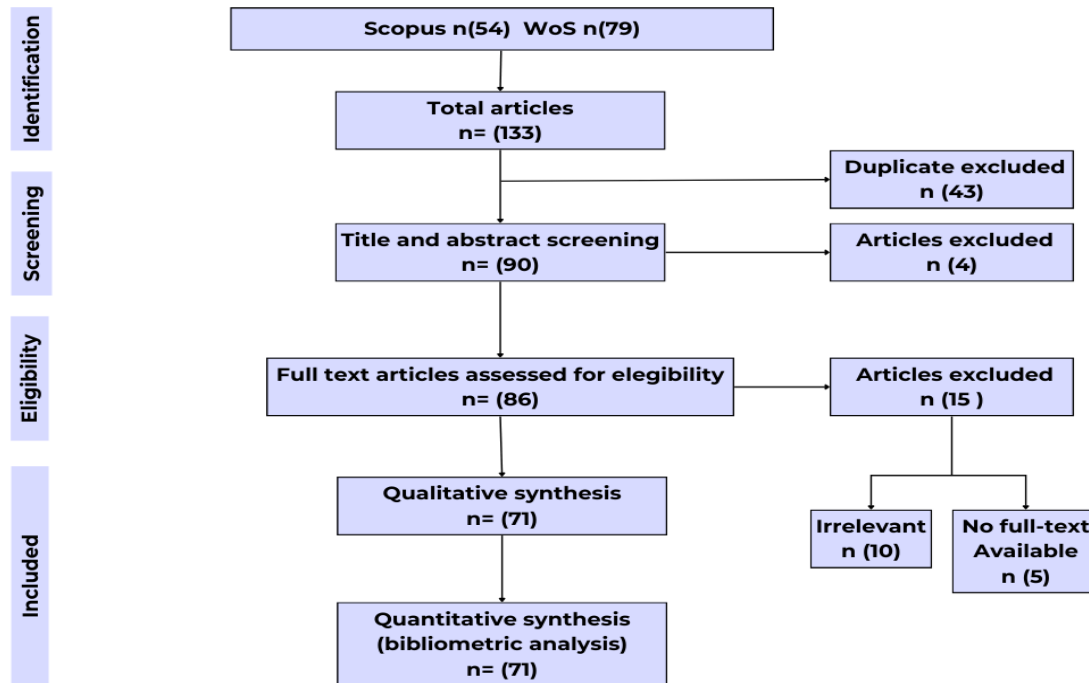 Identification
Scopus n(54) WoS n(79)
Total articles
n= (133)
Screening
Duplicate excluded
n (43)
Title and abstract screening
n= (90)
Articles excluded
n (4)
Eligibility
Full text articles assessed for elegibility
n= (86)
Articles excluded
n (15 )
Included
Qualitative synthesis
n= (71)
Irrelevant
n (10)
No full-text
Available
n (5)
Quantitative synthesis
(bibliometric analysis)
n= (71)